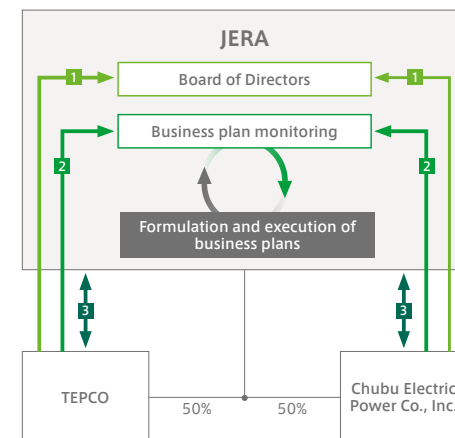 JERA
1
Board of Directors
1
Business plan monitoring
2
2
Formulation and execution of
business plans
3
3
TEPCO
50%
50%
Chubu Electric
Power Co., Inc.